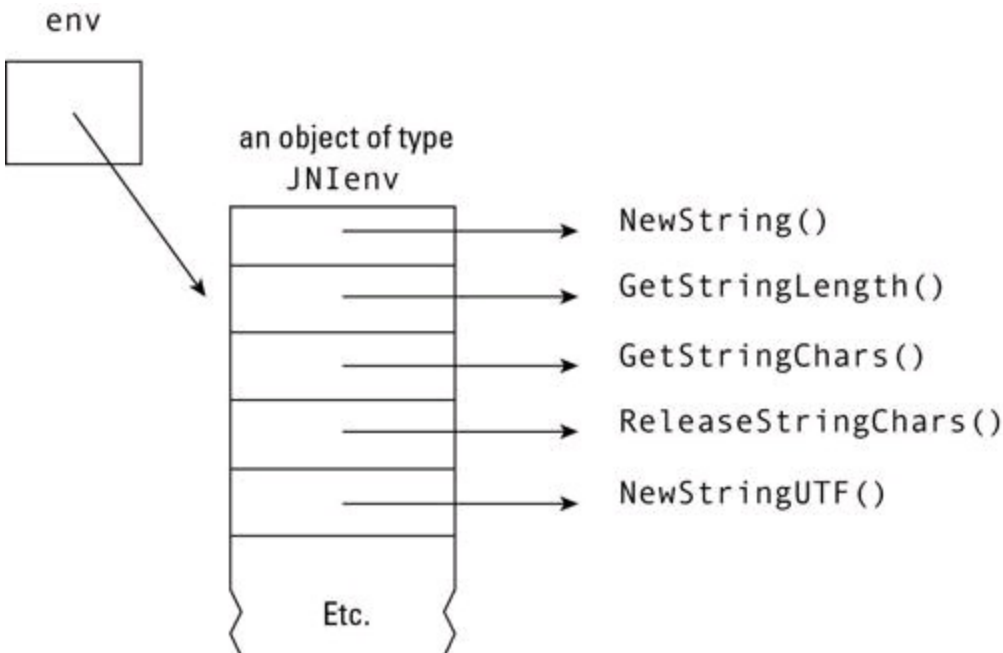 env
an object of type
JNIenv
NewString()
GetStringLength()
GetStringChars()
ReleaseStringChars()
NewStringUTF()
Etc.